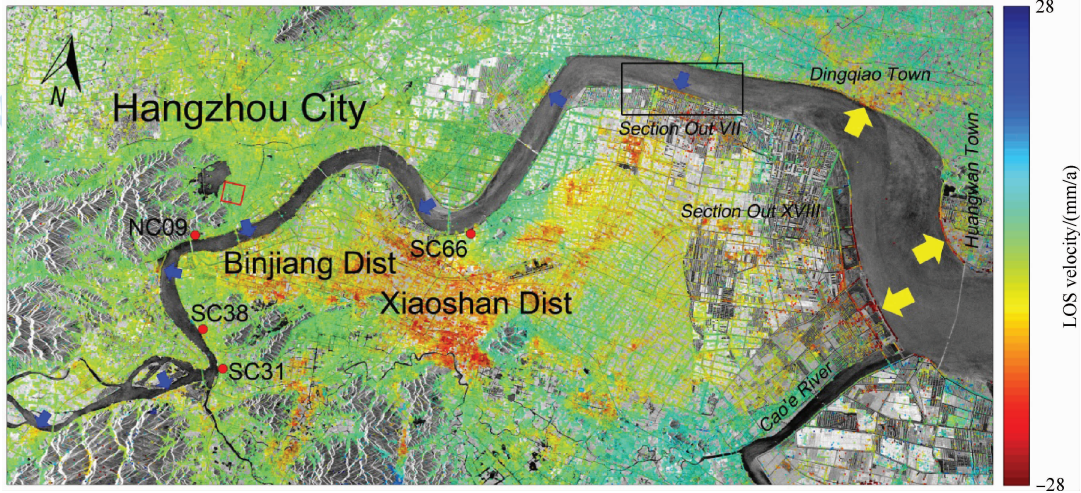 28
Dingqiao Town
N
Hangzhou City
Section Out VII
Huangwan Town
NC09
Section Out XVIII
SC66
Binjiang Dist
Xiaoshan Dist
LOS velocity/(mm/a)
SC38
SC31
Cao'e River
−28